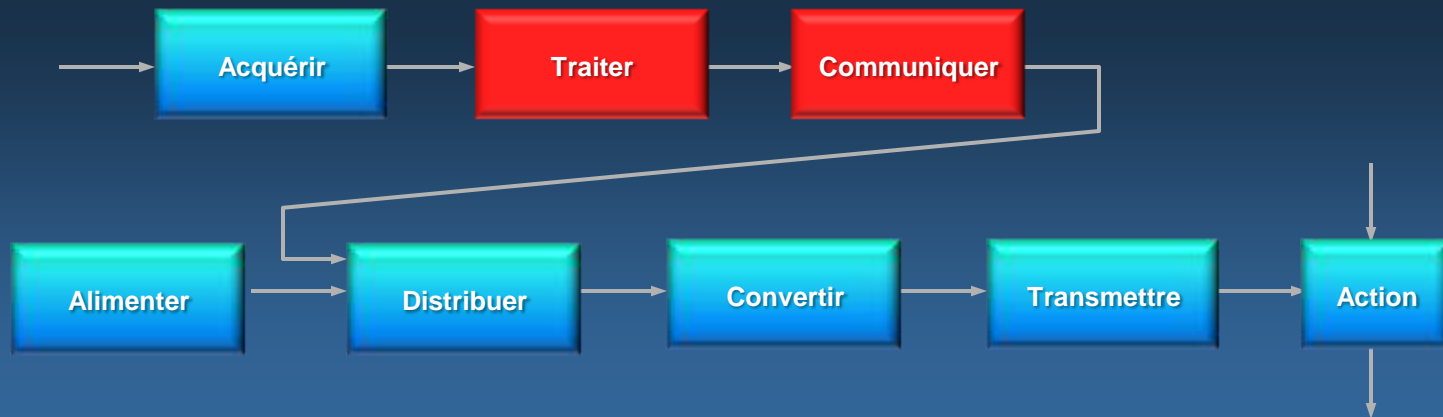 Acquérir
Traiter
Communiquer
Alimenter
Distribuer
Convertir
Transmettre
Action